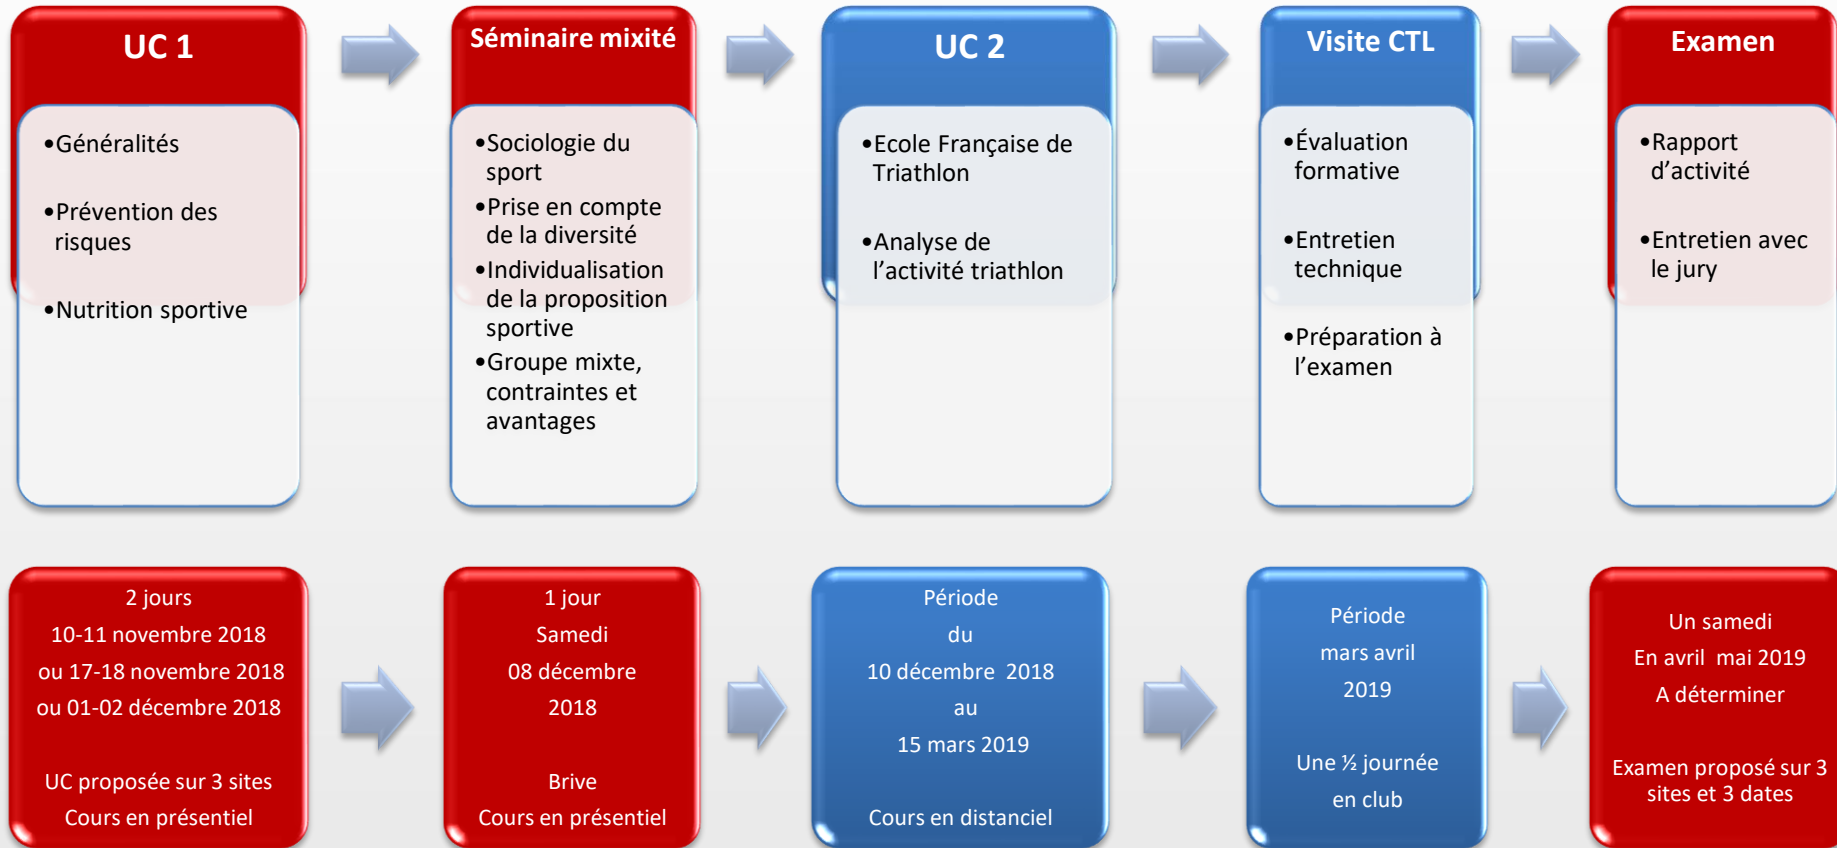 UC 1
•Généralités
•Prévention des
risques
•Nutrition sportive
Séminaire mixité
•Sociologie du
sport
•Prise en compte
de la diversité
•Individualisation
de la proposition
sportive
•Groupe mixte,
contraintes et
avantages
UC 2
•Ecole Française de
Triathlon
•Analyse de
l’activité triathlon
Visite CTL
•Évaluation
formative
•Entretien
technique
•Préparation à
l’examen
Examen
•Rapport
d’activité
•Entretien avec
le jury
2 jours
10-11 novembre 2018
ou 17-18 novembre 2018
ou 01-02 décembre 2018
UC proposée sur 3 sites
Cours en présentiel
1 jour
Samedi
08 décembre
2018
Brive
Cours en présentiel
Période
du
10 décembre 2018
au
15 mars 2019
Cours en distanciel
Période
mars avril
2019
Une ½ journée
en club
Un samedi
En avril mai 2019
A déterminer
Examen proposé sur 3
sites et 3 dates